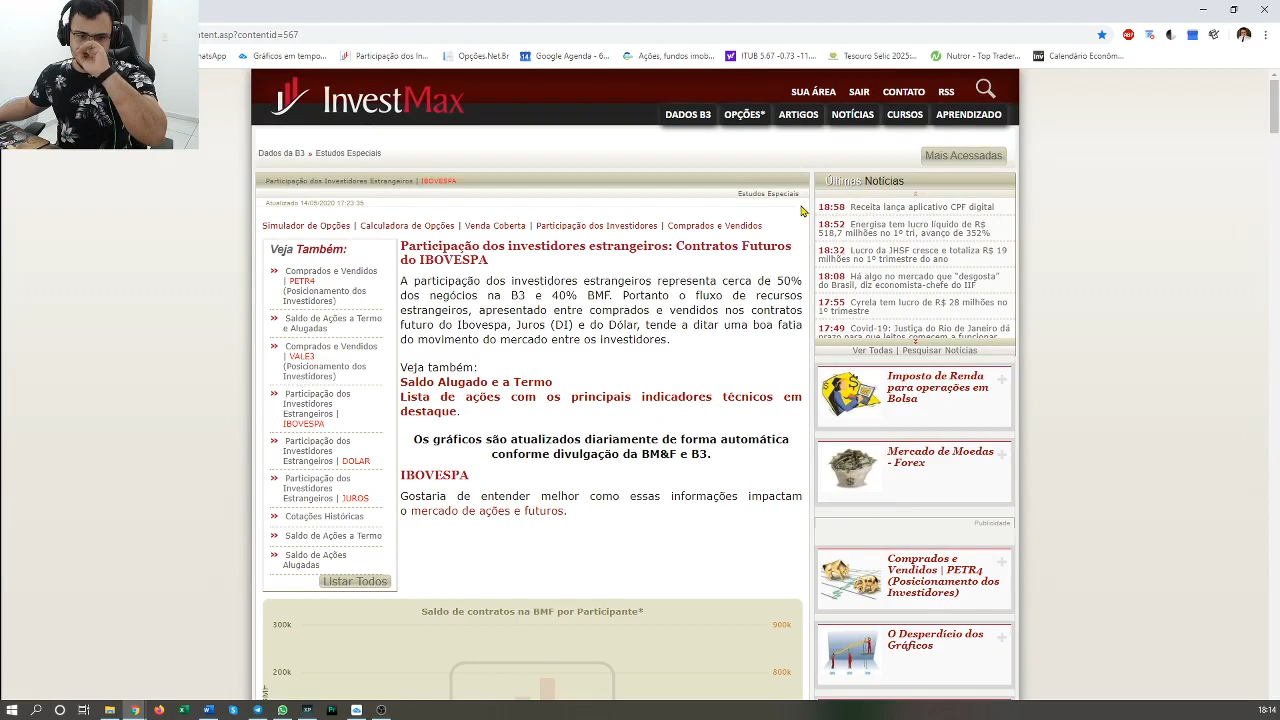 ntent.asp?contentid=567
hatsApp
Gráficos em tempo...
Participação dos In...
Opções.Net.Br
Google Agenda - 6...
Ações, fundos imob...
ITUB 5.67 -0.73 -11....
Tesouro Selic 2025:...
Nutror - Top Trader...
Calendário Econôm...
InvestMax
SUA ÁREA SAIR CONTATO RSS
DADOS B3 OPÇÕES* ARTIGOS NOTÍCIAS CURSOS APRENDIZADO
Dados da B3 » Estudos Especiais
Mais Acessadas
Participação dos Investidores Estrangeiros | IBOVESPA
Estudos Especiais
Atualizado 14/05/2020 17:23:35
Simulador de Opções | Calculadora de Opções | Venda Coberta | Participação dos Investidores | Comprados e Vendidos
Veja Também:
Comprados e Vendidos
| PETR4
(Posicionamento dos
Investidores)
Saldo de Ações a Termo
e Alugadas
Comprados e Vendidos
| VALE3
(Posicionamento dos
Investidores)
Participação dos
Investidores
Estrangeiros |
IBOVESPA
Participação dos
Investidores
Estrangeiros | DOLAR
Participação dos
Investidores
Estrangeiros | JUROS
Cotações Históricas
Saldo de Ações a Termo
Saldo de Ações
Alugadas
Listar Todos
Participação dos investidores estrangeiros: Contratos Futuros
do IBOVESPA
A participação dos investidores estrangeiros representa cerca de 50%
dos negócios na B3 e 40% BMF. Portanto o fluxo de recursos
estrangeiros, apresentado entre comprados e vendidos nos contratos
futuro do Ibovespa, Juros (DI) e do Dólar, tende a ditar uma boa fatia
do movimento do mercado entre os investidores.
Veja também:
Saldo Alugado e a Termo
Lista de ações com os principais indicadores técnicos em
destaque.
Os gráficos são atualizados diariamente de forma automática
conforme divulgação da BM&F e B3.
IBOVESPA
Gostaria de entender melhor como essas informações impactam
o mercado de ações e futuros.
Saldo de contratos na BMF por Participante*
300k
900k
200k
800k
Últimas Notícias
18:58 Receita lança aplicativo CPF digital
18:52 Energisa tem lucro líquido de R$
518,7 milhões no 1º tri, avanço de 352%
18:32 Lucro da JHSF cresce e totaliza R$ 19
milhões no 1º trimestre do ano
18:08 Há algo no mercado que "desgosta"
do Brasil, diz economista-chefe do IIF
17:55 Cyrela tem lucro de R$ 28 milhões no
1º trimestre
17:49 Covid-19: Justiça do Rio de Janeiro dá
prazo para que leitos comecem a funcionar
Ver Todas | Pesquisar Notícias
Imposto de Renda
para operações em
Bolsa
Mercado de Moedas
- Forex
Publicidade
Comprados e
Vendidos | PETR4
(Posicionamento dos
Investidores)
O Desperdício dos
Gráficos
18:14